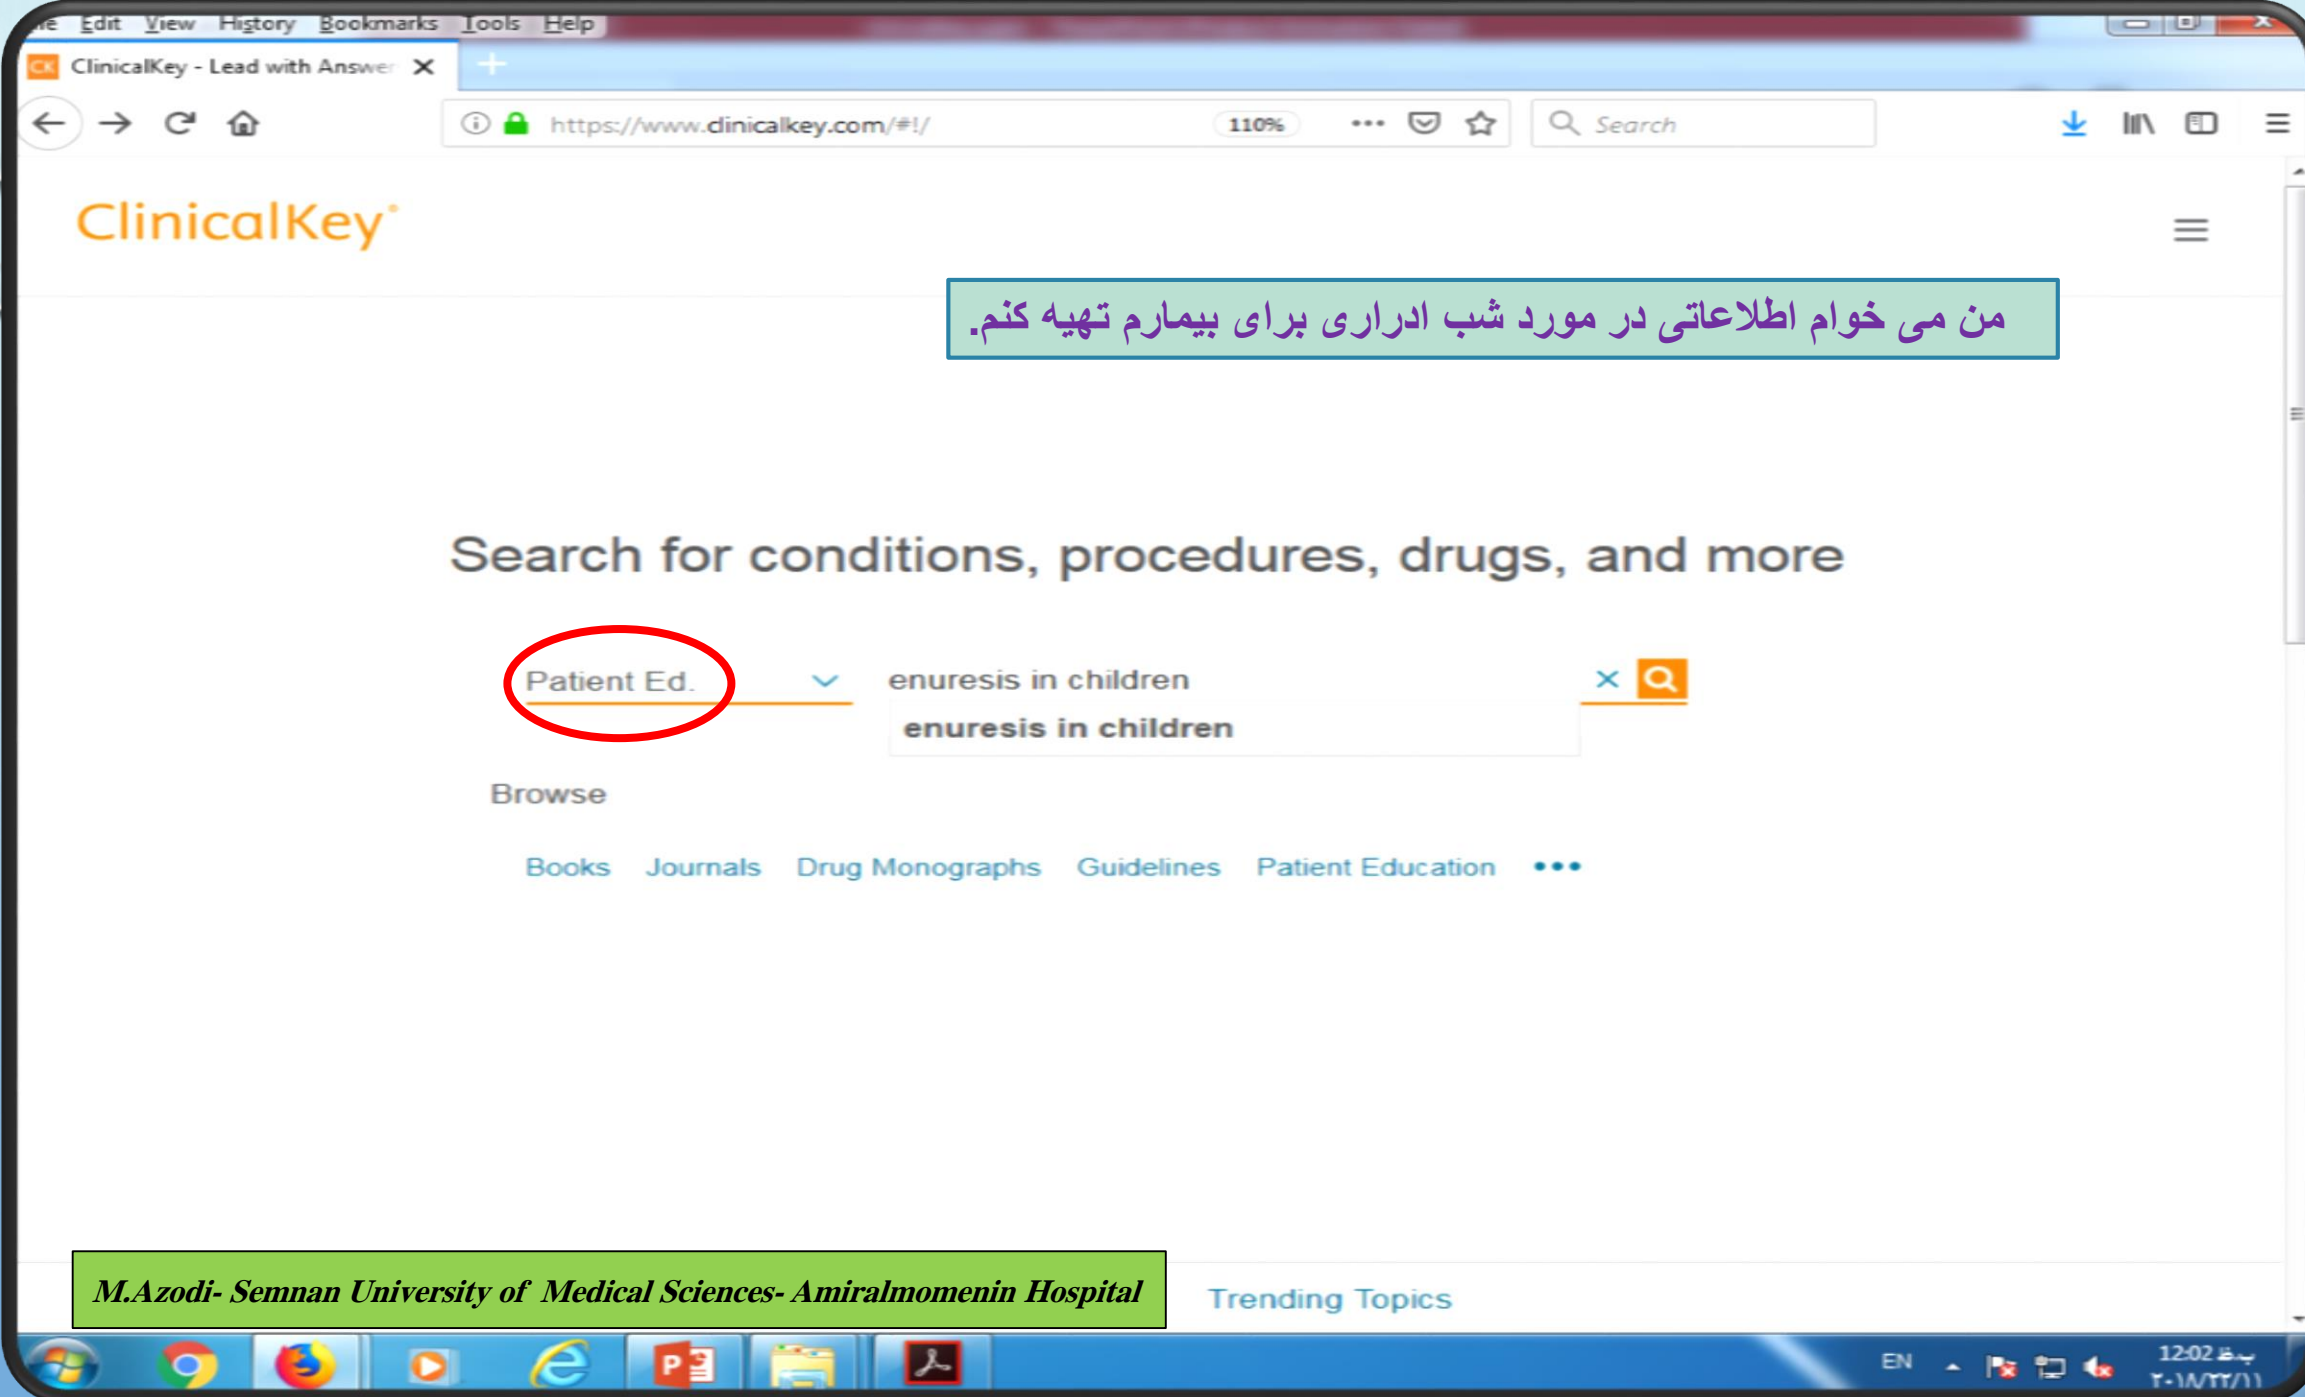 Edit View History Bookmarks Tools Help
CK ClinicalKey - Lead with Answer
https://www.clinicalkey.com/#!/ 110% Search
ClinicalKey
من می خوام اطلاعاتی در مورد شب ادراری برای بیمارم تهیه کنم.
Search for conditions, procedures, drugs, and more
Patient Ed. enuresis in children
enuresis in children
Browse
Books Journals Drug Monographs Guidelines Patient Education
M.Azodi- Semnan University of Medical Sciences- Amiralmomenin Hospital
Trending Topics
EN 12:02 ب.ظ